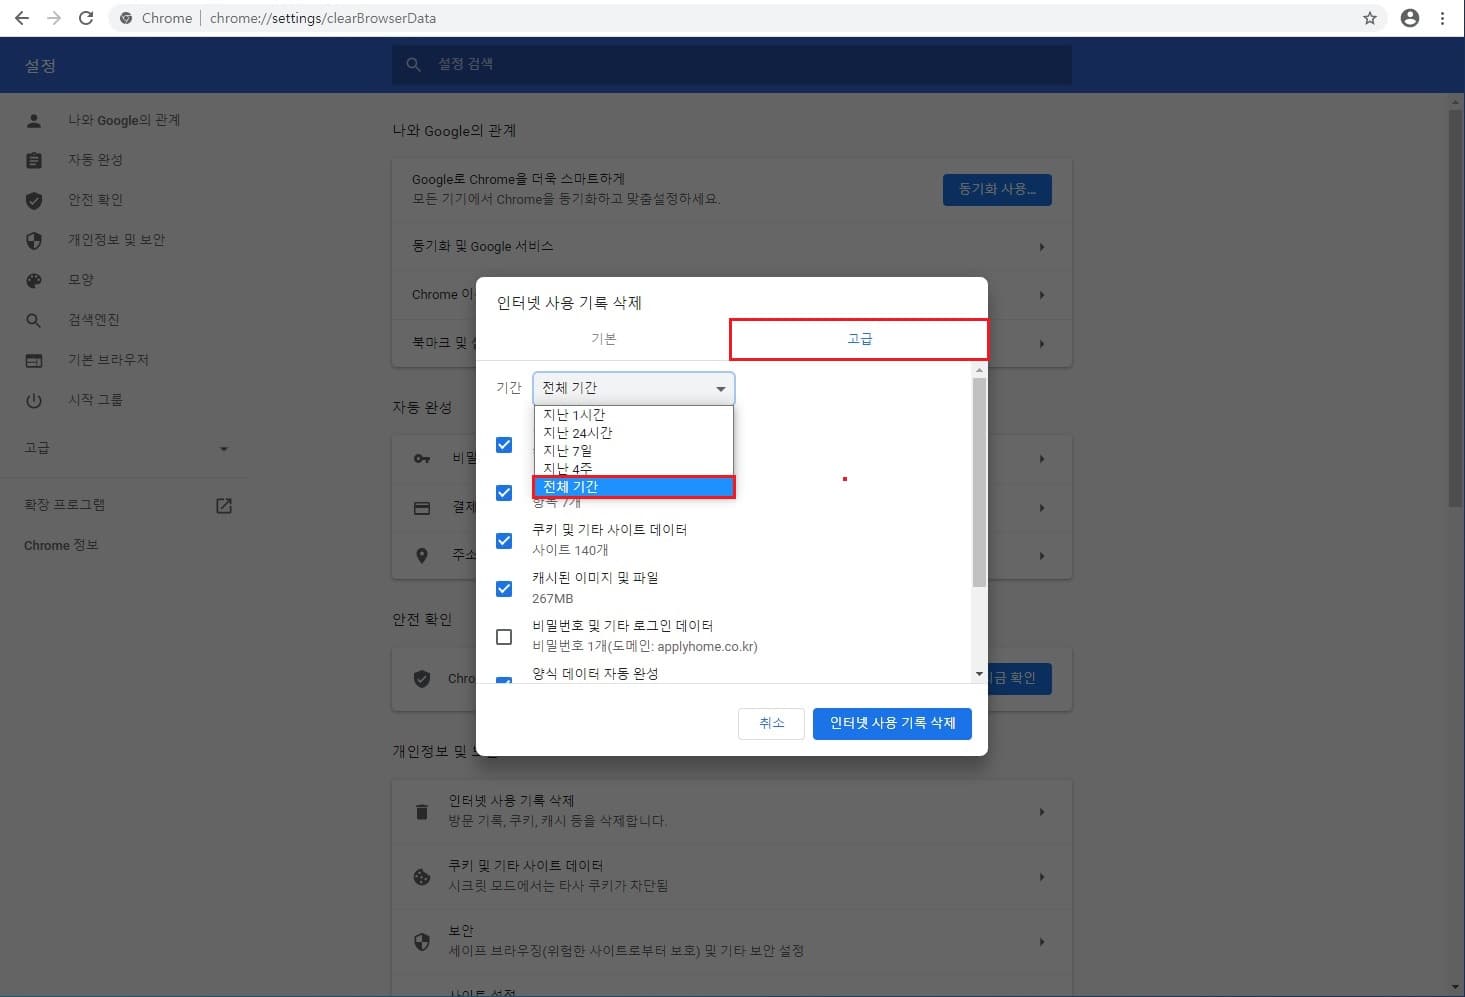 Chrome | chrome://settings/clearBrowserData
설정
설정 검색
나와 Google의 관계
자동 완성
안전 확인
개인정보 및 보안
모양
검색엔진
기본 브라우저
시작 그룹
고급
확장 프로그램
Chrome 정보
나와 Google의 관계
Google로 Chrome을 더욱 스마트하게
모든 기기에서 Chrome을 동기화하고 맞춤설정하세요.
동기화 사용...
동기화 및 Google 서비스
Chrome
북마크 및
자동 완성
안전 확인
Chro
개인정보 및
인터넷 사용 기록 삭제
기본
고급
기간
전체 기간
지난 1시간
지난 24시간
지난 7일
지난 4주
전체 기간
항목 7개
쿠키 및 기타 사이트 데이터
사이트 140개
캐시된 이미지 및 파일
267MB
비밀번호 및 기타 로그인 데이터
비밀번호 1개(도메인: applyhome.co.kr)
양식 데이터 자동 완성
취소
인터넷 사용 기록 삭제
인터넷 사용 기록 삭제
방문 기록, 쿠키, 캐시 등을 삭제합니다.
쿠키 및 기타 사이트 데이터
시크릿 모드에서는 타사 쿠키가 차단됨
보안
세이프 브라우징(위험한 사이트로부터 보호) 및 기타 보안 설정